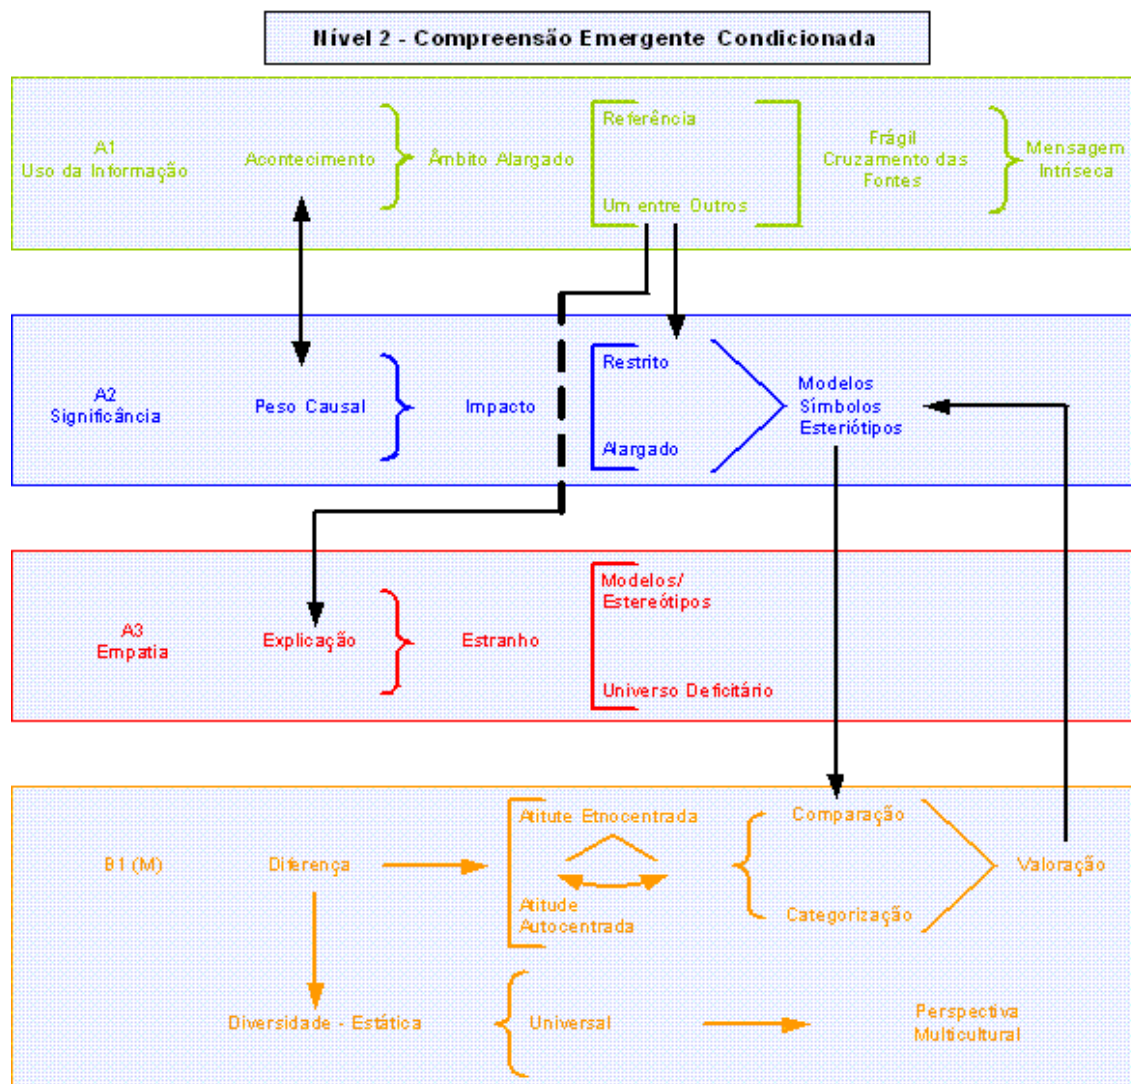 Nível 2 - Compreensão Emergente Condicionada
A1
Uso da Informação
Acontecimento
Âmbito Alargado
Referência
Um entre Outros
Frágil
Cruzamento das
Fontes
Mensagem
Intríseca
A2
Significância
Peso Causal
Impacto
Restrito
Alargado
Modelos
Símbolos
Esteriótipos
A3
Empatia
Explicação
Estranho
Modelos/
Estereótipos
Universo Deficitário
B1 (M)
Diferença
Atitute Etnocentrada
Atitude
Autocentrada
Comparação
Categorização
Valoração
Diversidade - Estática
Universal
Perspectiva
Multicultural